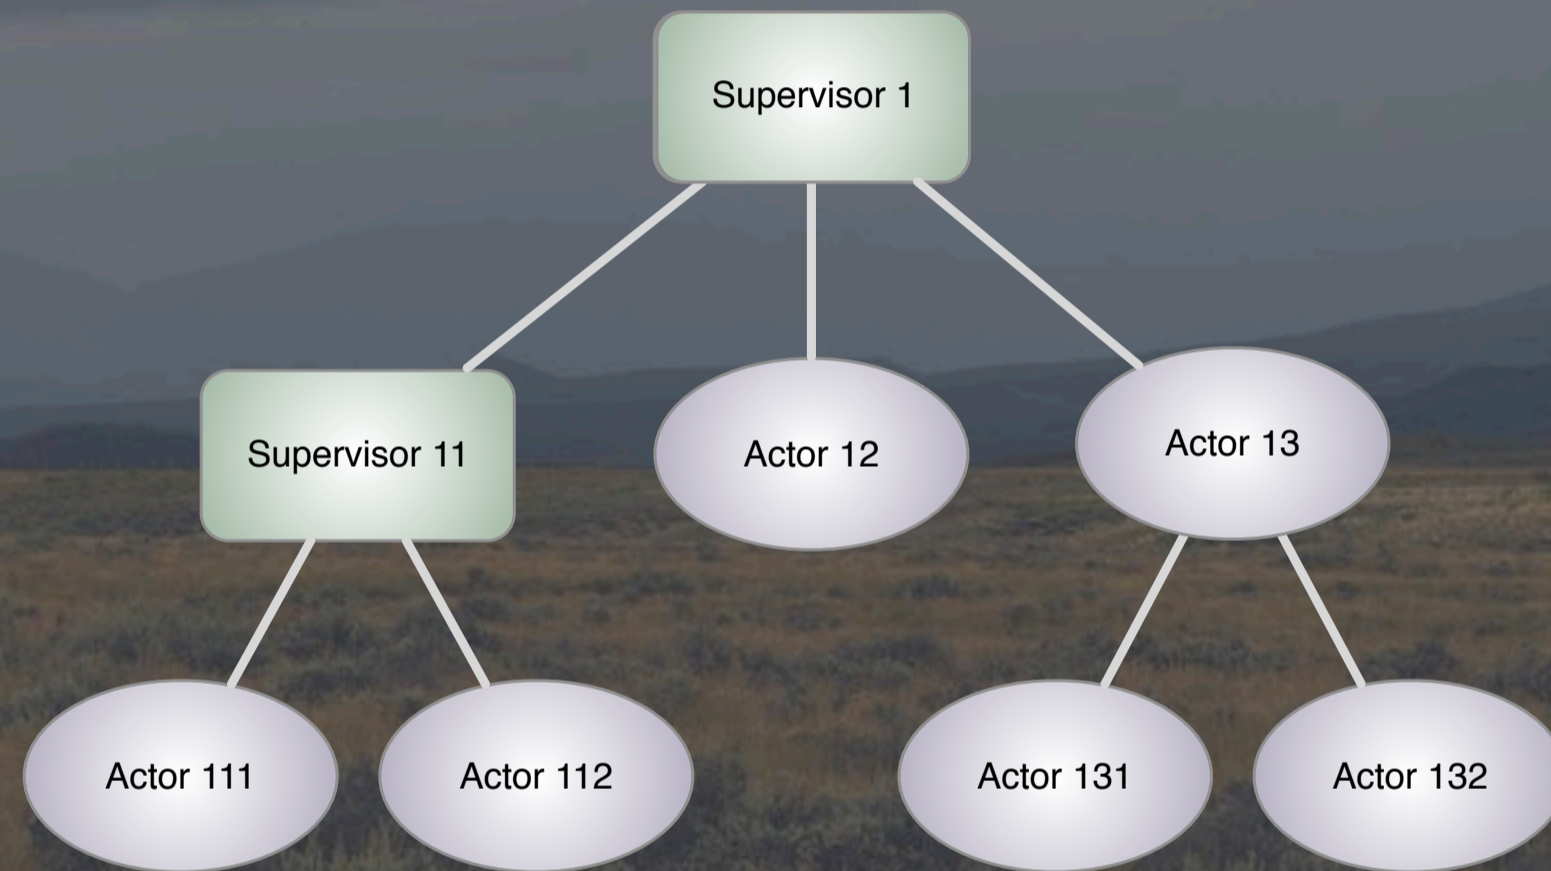 Supervisor 1
Supervisor 11
Actor 12
Actor 13
Actor 111
Actor 112
Actor 131
Actor 132